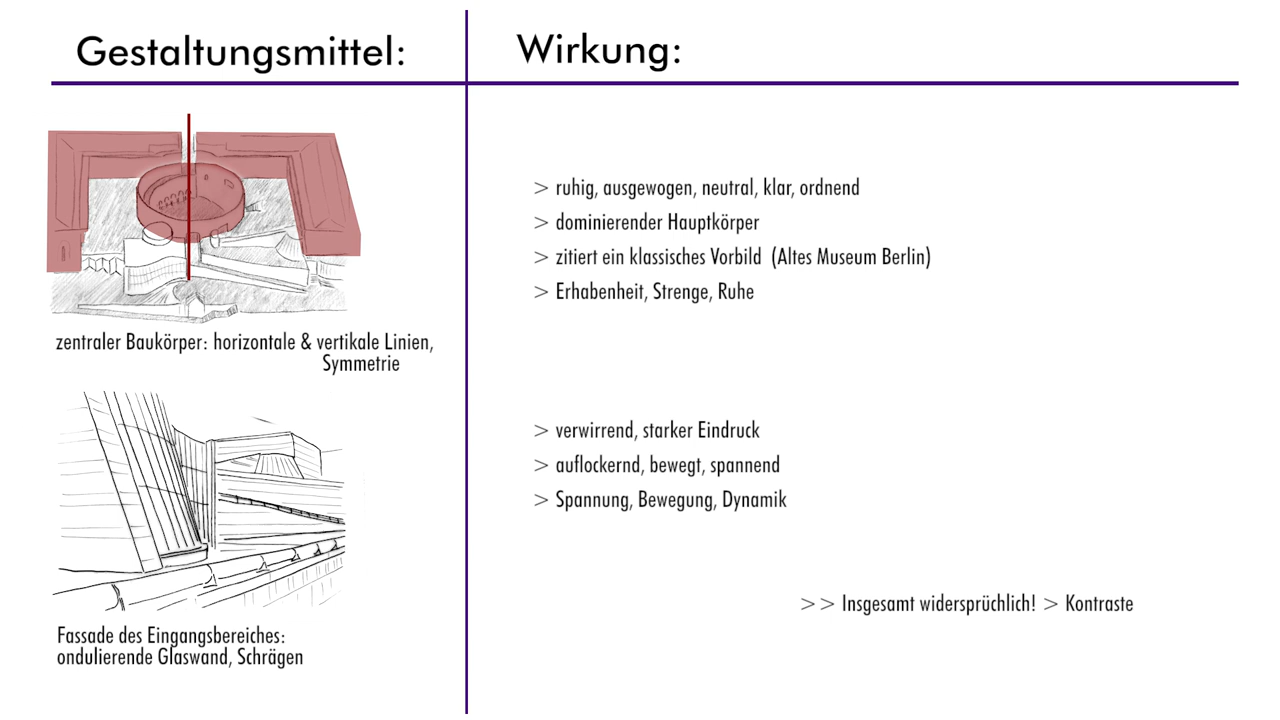 Gestaltungsmittel:
Wirkung:
> ruhig, ausgewogen, neutral, klar, ordnend
> dominierender Hauptkörper
> zitiert ein klassisches Vorbild (Altes Museum Berlin)
> Erhabenheit, Strenge, Ruhe
zentraler Baukörper: horizontale & vertikale Linien,
Symmetrie
> verwirrend, starker Eindruck
> auflockernd, bewegt, spannend
> Spannung, Bewegung, Dynamik
>> Insgesamt widersprüchlich! > Kontraste
Fassade des Eingangsbereiches:
ondulierende Glaswand, Schrägen